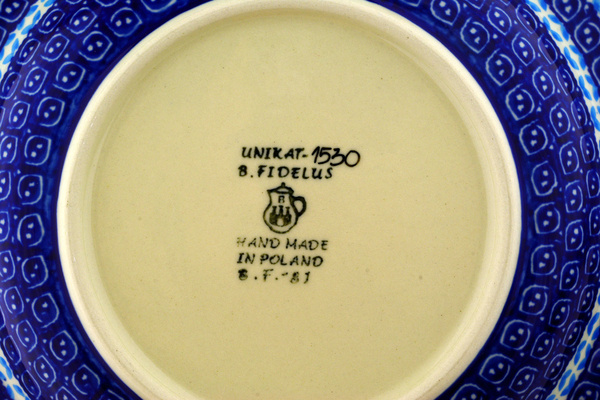 UNIKAT-1530
B.FIDELUS
HAND MADE
IN POLAND
B.F.-81